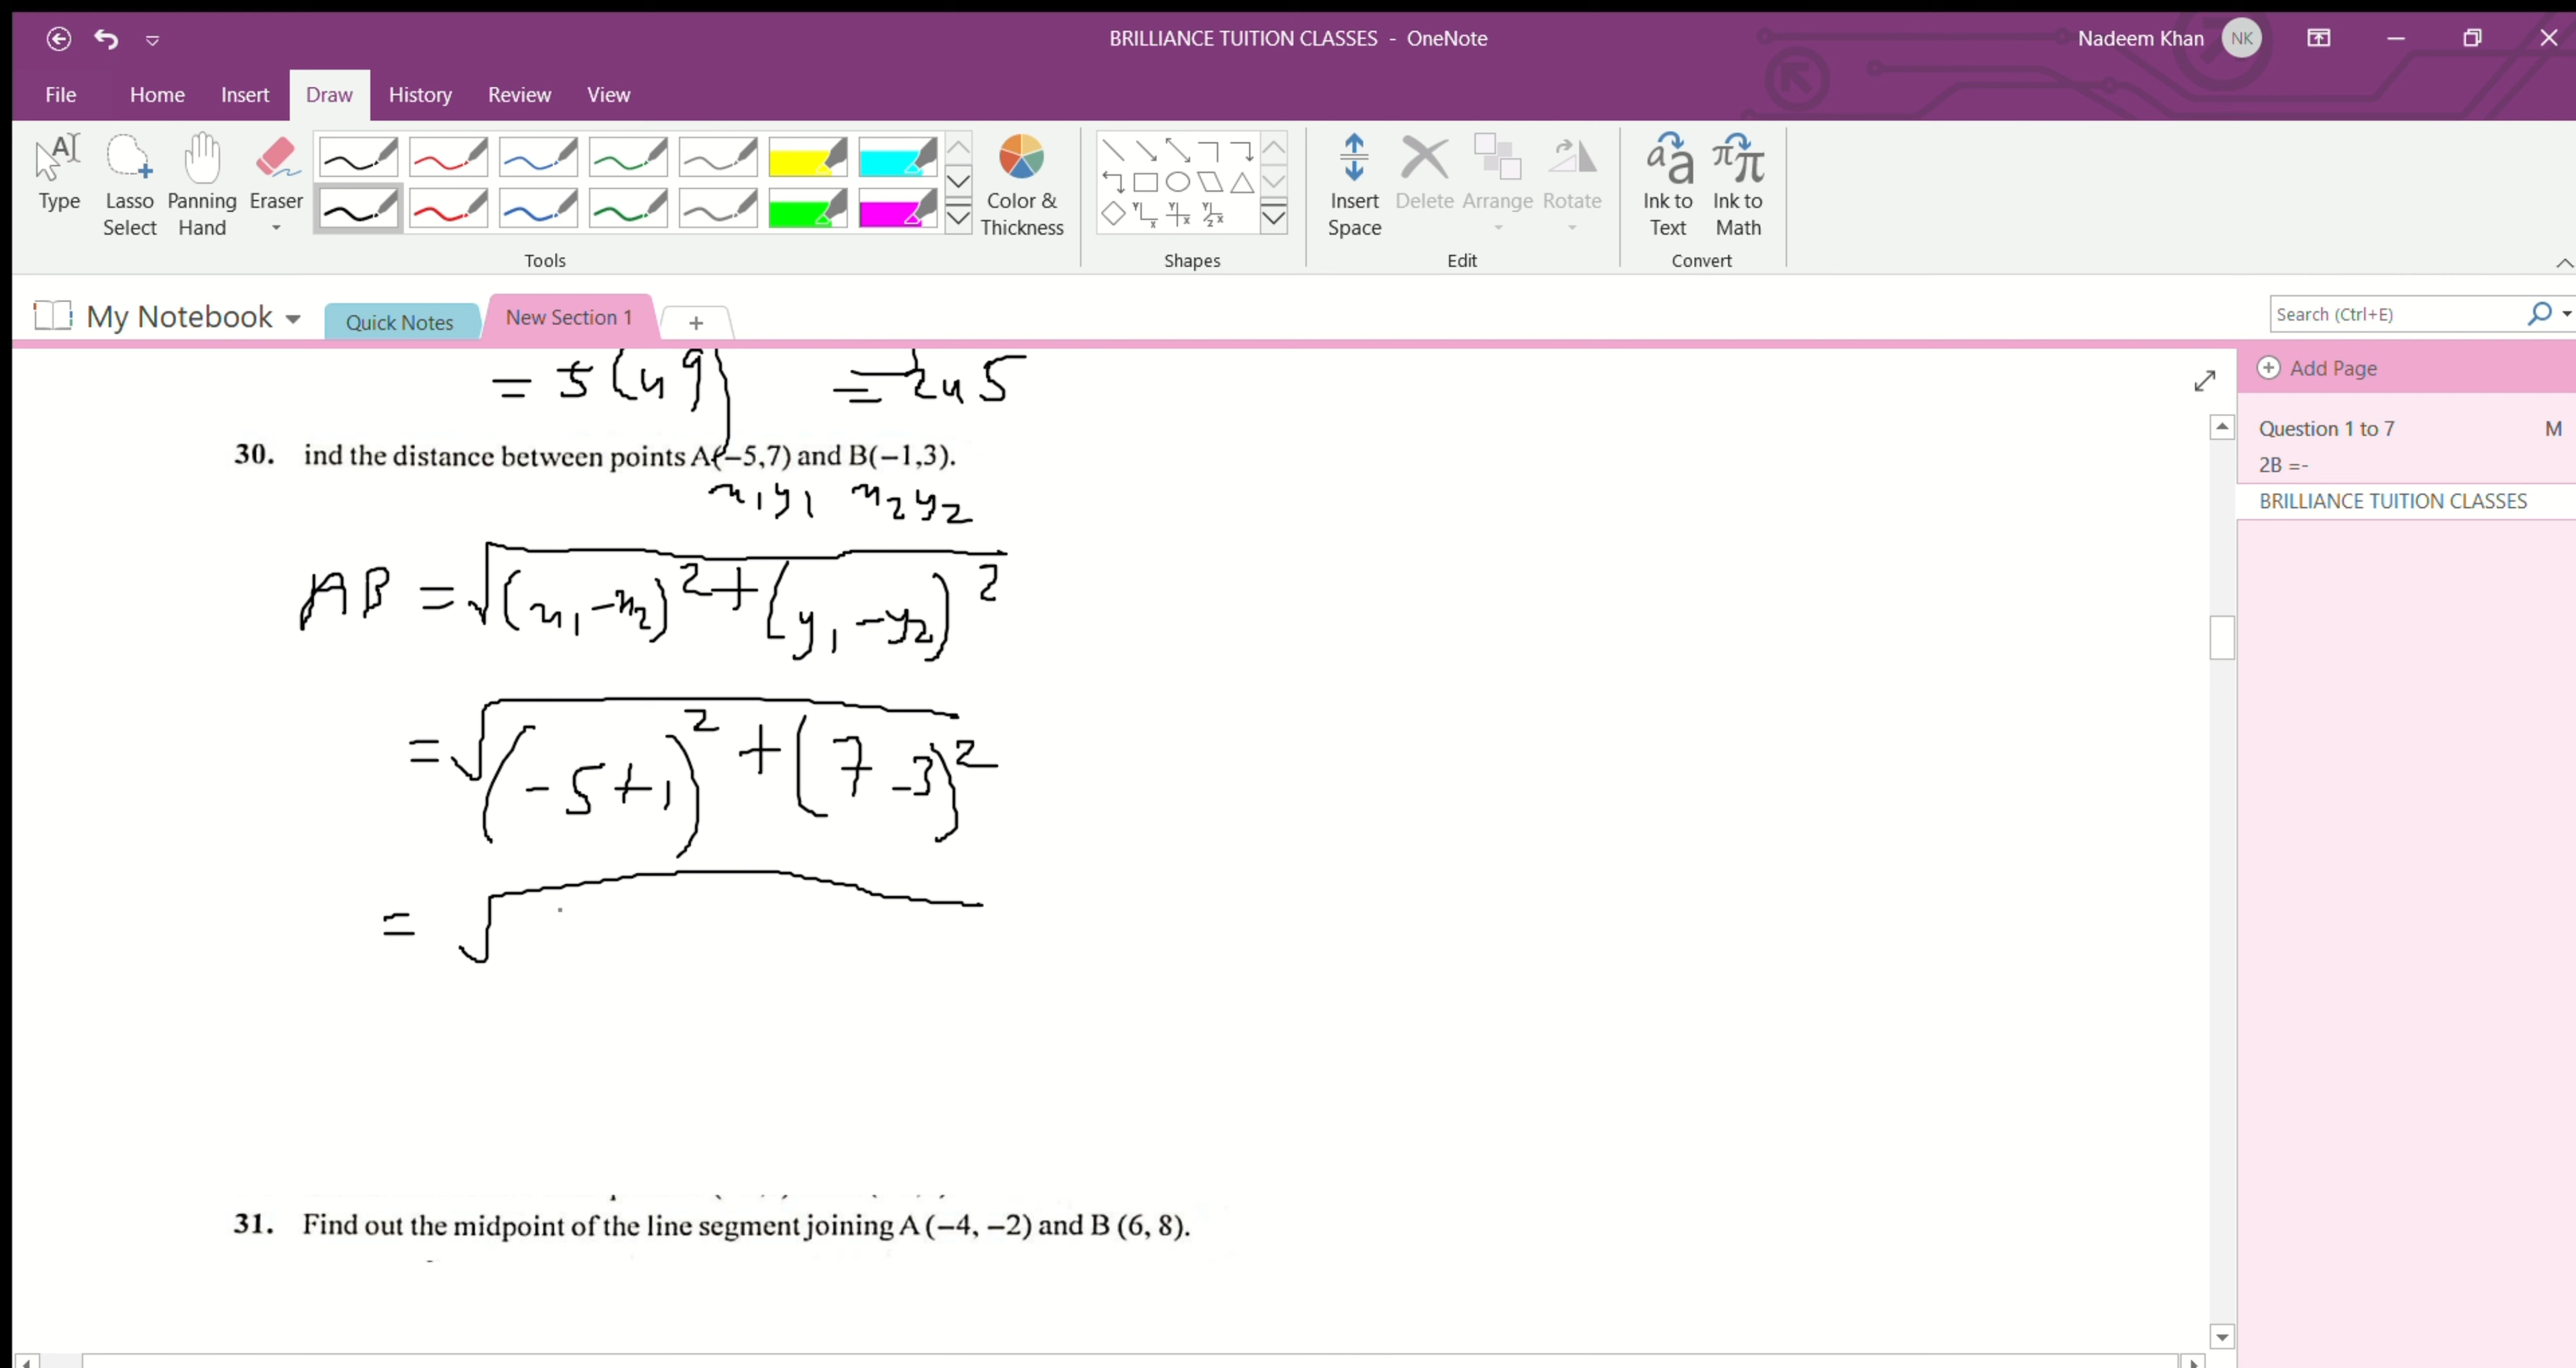 BRILLIANCE TUITION CLASSES - OneNote
Nadeem Khan NK
File Home Insert Draw History Review View
Type
Lasso Select
Panning Hand
Eraser
Color & Thickness
Insert Space
Delete
Arrange
Rotate
Ink to Text
Ink to Math
Tools Shapes Edit Convert
My Notebook Quick Notes New Section 1 +
Search (Ctrl+E)
Add Page
Question 1 to 7 M
2B =-
BRILLIANCE TUITION CLASSES
= 5(49) = 245
30. ind the distance between points A(−5,7) and B(−1,3).
x1y1 x2y2
AB = √(x1-x2)² + (y1-y2)²
= √(-5+1)² + (7-3)²
= √
31. Find out the midpoint of the line segment joining A (−4, −2) and B (6, 8).